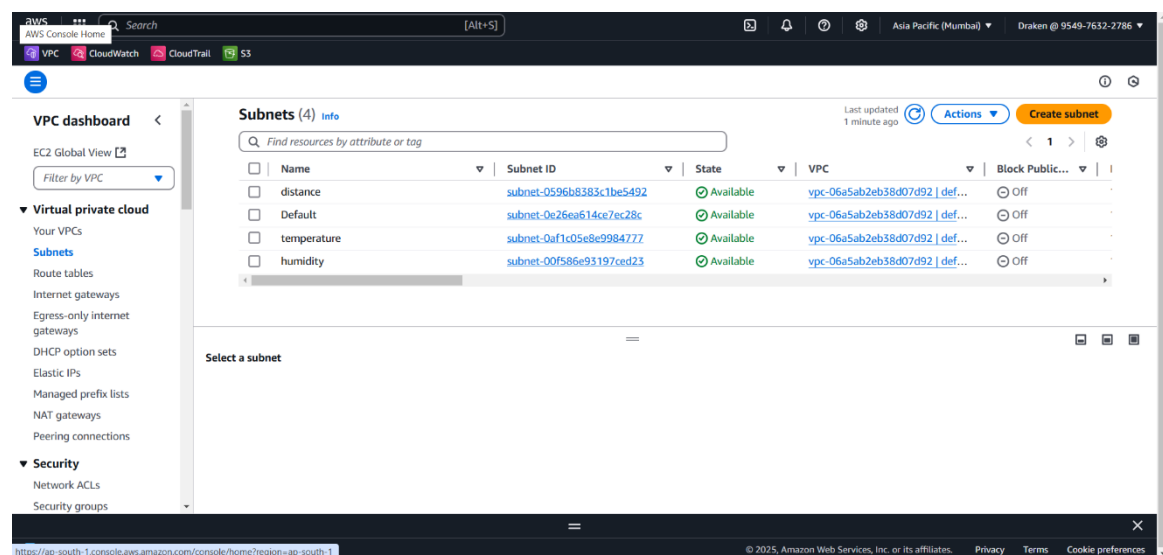 aws
Search [Alt+S]
Asia Pacific (Mumbai) ▼ Draken @ 9549-7632-2786 ▼
AWS Console Home
VPC CloudWatch CloudTrail S3
VPC dashboard
EC2 Global View
Filter by VPC
Virtual private cloud
Your VPCs
Subnets
Route tables
Internet gateways
Egress-only internet
gateways
DHCP option sets
Elastic IPs
Managed prefix lists
NAT gateways
Peering connections
Security
Network ACLs
Security groups
Subnets (4) Info
Last updated
1 minute ago
Actions
Create subnet
Find resources by attribute or tag
1
Name Subnet ID State VPC Block Public...
distance subnet-0596b8383c1be5492 Available vpc-06a5ab2eb38d07d92 | def... Off
Default subnet-0e26ea614ce7ec28c Available vpc-06a5ab2eb38d07d92 | def... Off
temperature subnet-0af1c05e8e9984777 Available vpc-06a5ab2eb38d07d92 | def... Off
humidity subnet-00f586e93197ced23 Available vpc-06a5ab2eb38d07d92 | def... Off
Select a subnet
https://ap-south-1.console.aws.amazon.com/console/home?region=ap-south-1
© 2025, Amazon Web Services, Inc. or its affiliates. Privacy Terms Cookie preferences